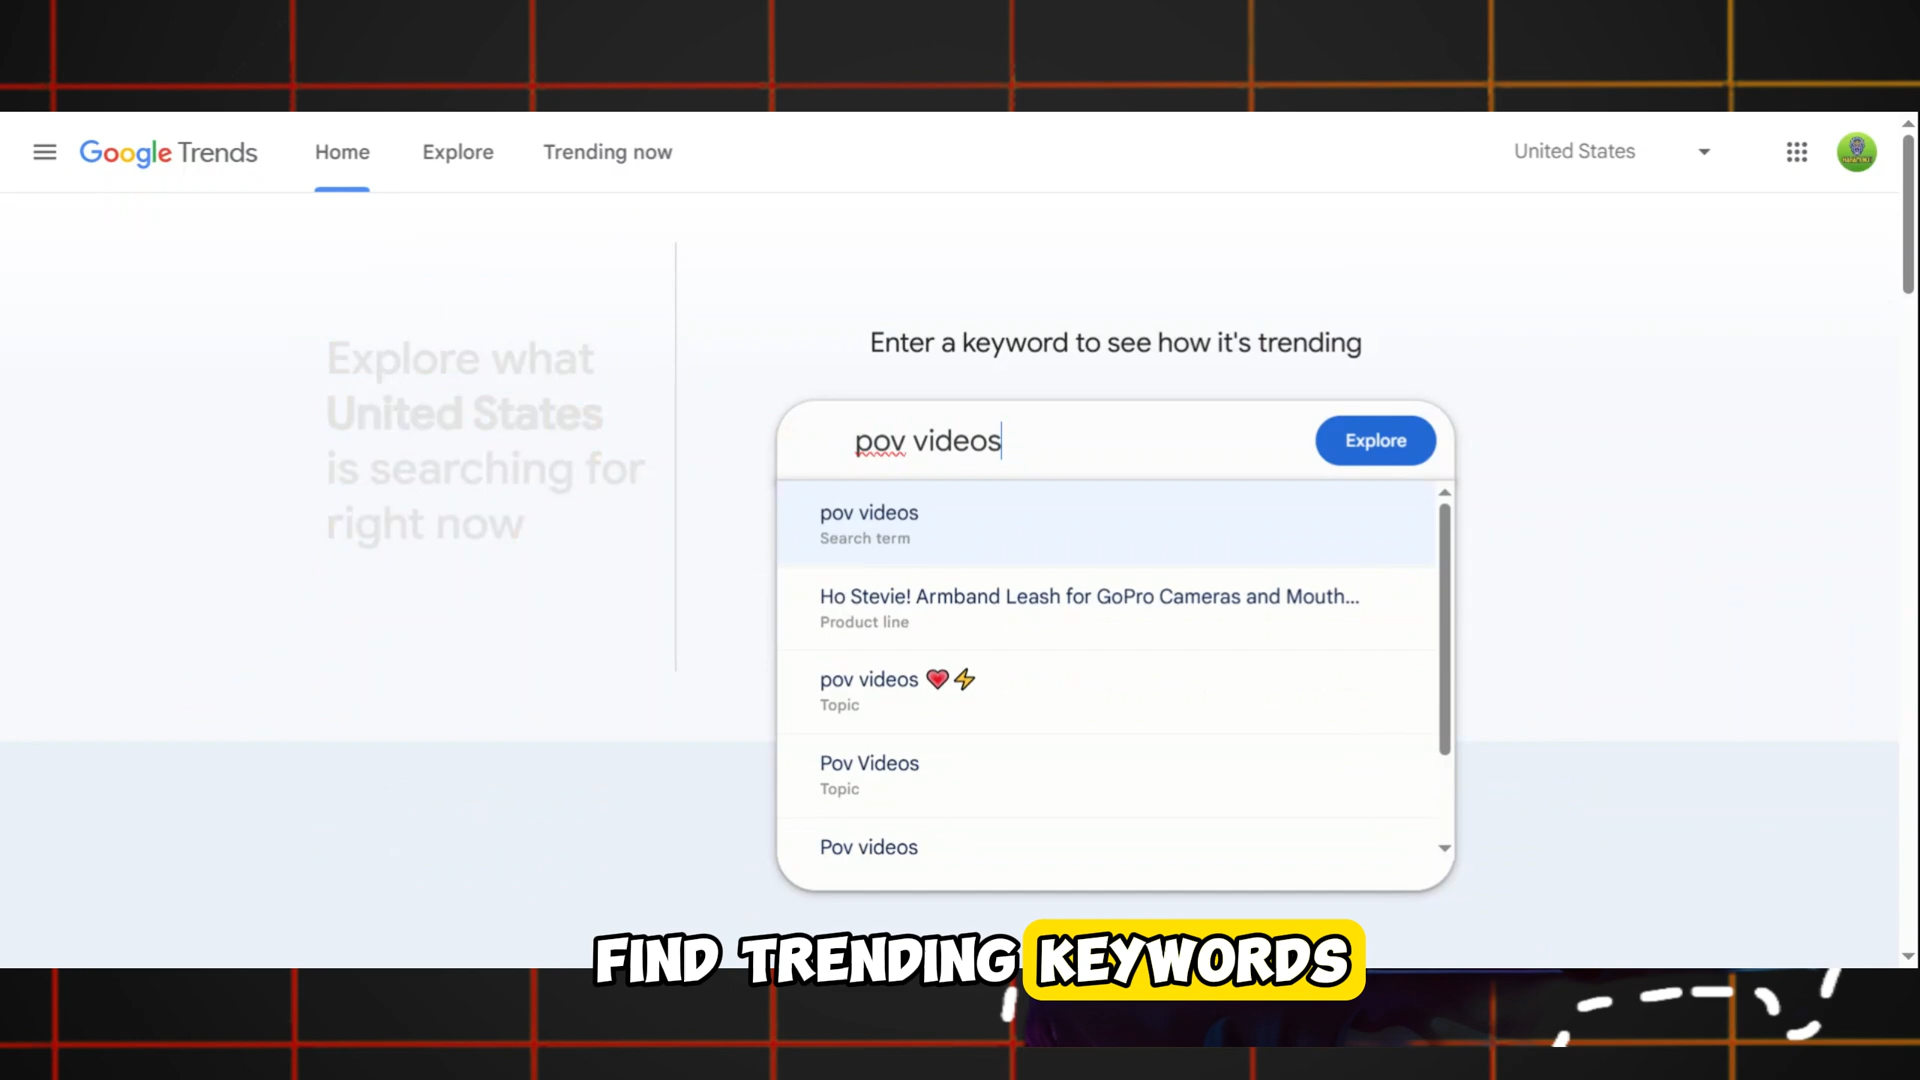 Google Trends
Home
Explore
Trending now
United States
Explore what
United States
is searching for
right now
Enter a keyword to see how it's trending
pov videos
Explore
pov videos
Search term
Ho Stevie! Armband Leash for GoPro Cameras and Mouth...
Product line
pov videos ❤️⚡
Topic
Pov Videos
Topic
Pov videos
FIND TRENDING KEYWORDS